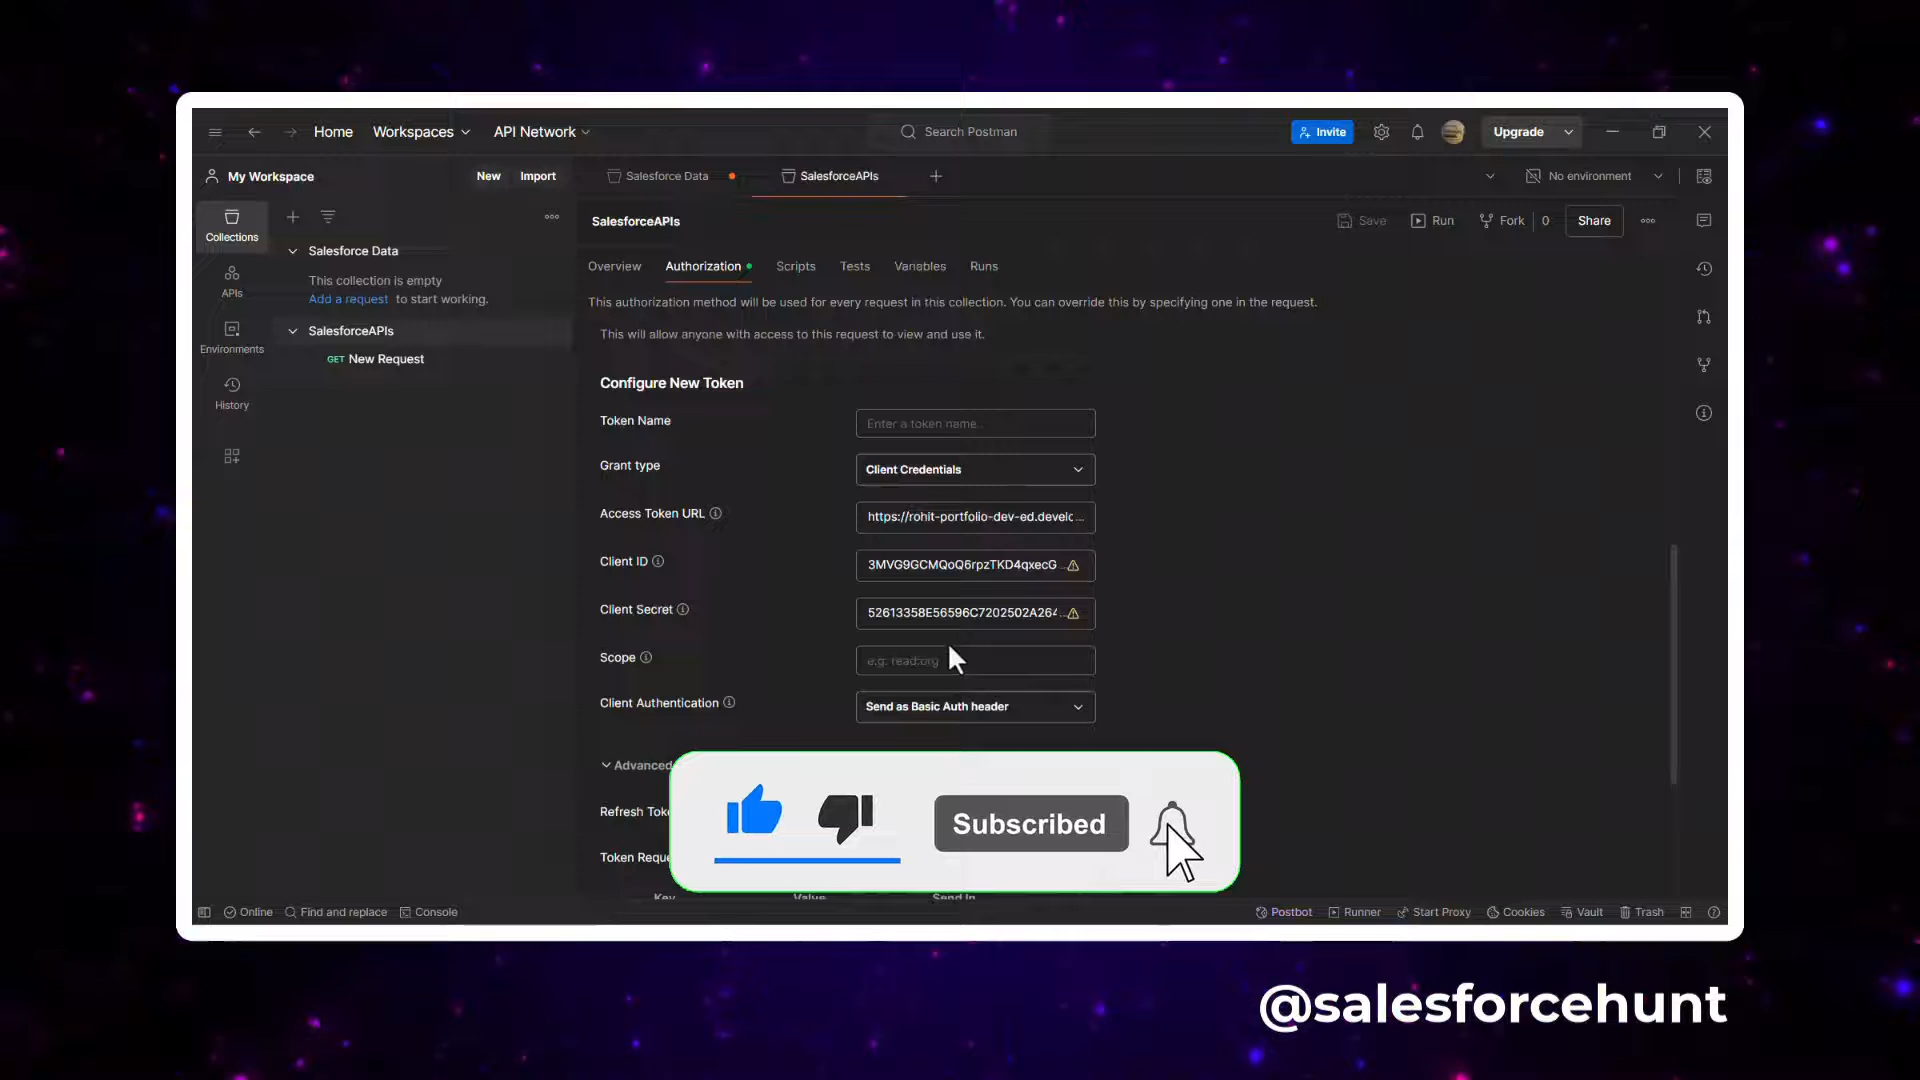 Home Workspaces API Network Search Postman Invite Upgrade
My Workspace New Import Salesforce Data SalesforceAPIs No environment
Collections
SalesforceAPIs Save Run Fork 0 Share
Salesforce Data
Overview Authorization Scripts Tests Variables Runs
This collection is empty
Add a request to start working.
APIs
This authorization method will be used for every request in this collection. You can override this by specifying one in the request.
SalesforceAPIs
This will allow anyone with access to this request to view and use it.
Environments
GET New Request
History
Configure New Token
Token Name Enter a token name..
Grant type Client Credentials
Access Token URL https://rohit-portfolio-dev-ed.develc...
Client ID 3MVG9GCMQoQ6rpzTKD4qxecG...
Client Secret 52613358E56596C7202502A264...
Scope e.g. read:org
Client Authentication Send as Basic Auth header
Advanced
Refresh Toke
Token Reque
Subscribed
Key Value Send In
Online Find and replace Console Postbot Runner Start Proxy Cookies Vault Trash
@salesforcehunt